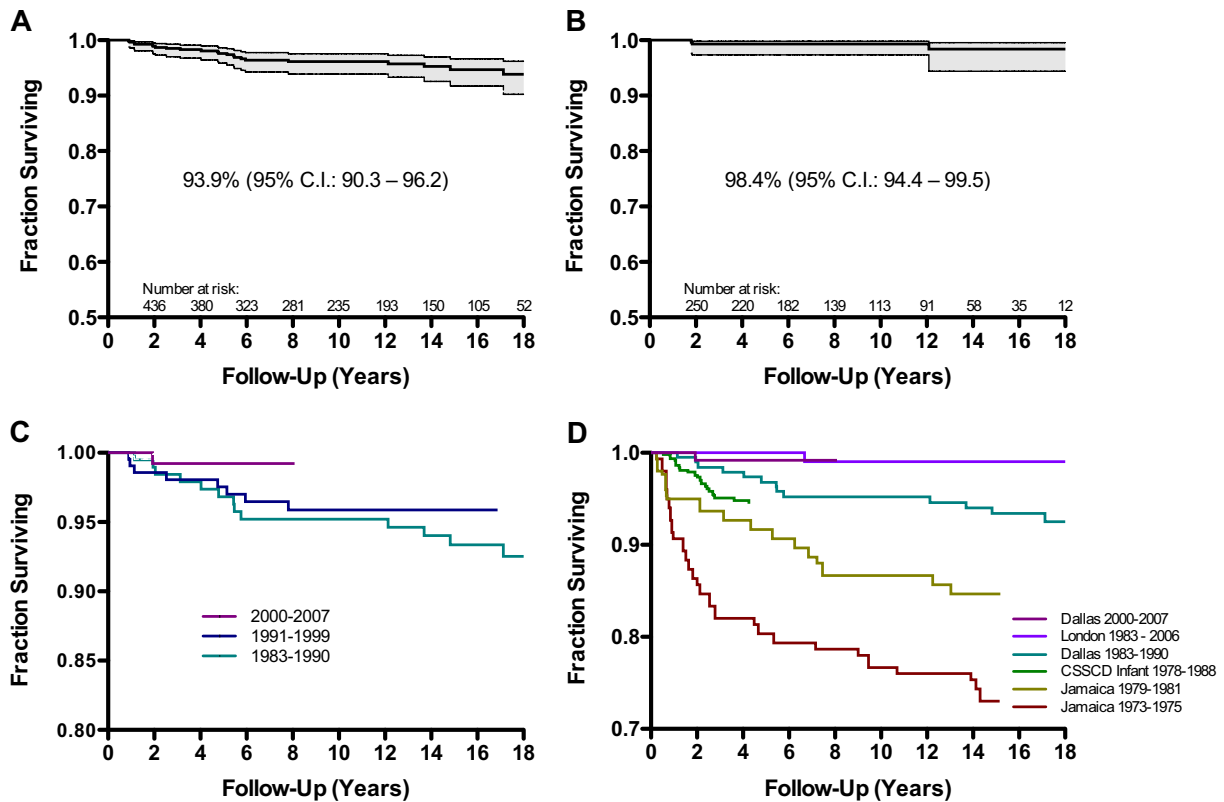 A
Fraction Surviving
1.0
0.9
0.8
0.7
0.6
0.5
93.9% (95% C.I.: 90.3 – 96.2)
Number at risk:
436 380 323 281 235 193 150 105 52
0 2 4 6 8 10 12 14 16 18
Follow-Up (Years)
B
Fraction Surviving
1.0
0.9
0.8
0.7
0.6
0.5
98.4% (95% C.I.: 94.4 – 99.5)
Number at risk:
250 220 182 139 113 91 58 35 12
0 2 4 6 8 10 12 14 16 18
Follow-Up (Years)
C
Fraction Surviving
1.00
0.95
0.90
0.85
0.80
2000-2007
1991-1999
1983-1990
0 2 4 6 8 10 12 14 16 18
Follow-Up (Years)
D
Fraction Surviving
1.0
0.9
0.8
0.7
Dallas 2000-2007
London 1983 - 2006
Dallas 1983-1990
CSSCD Infant 1978-1988
Jamaica 1979-1981
Jamaica 1973-1975
0 2 4 6 8 10 12 14 16 18
Follow-Up (Years)